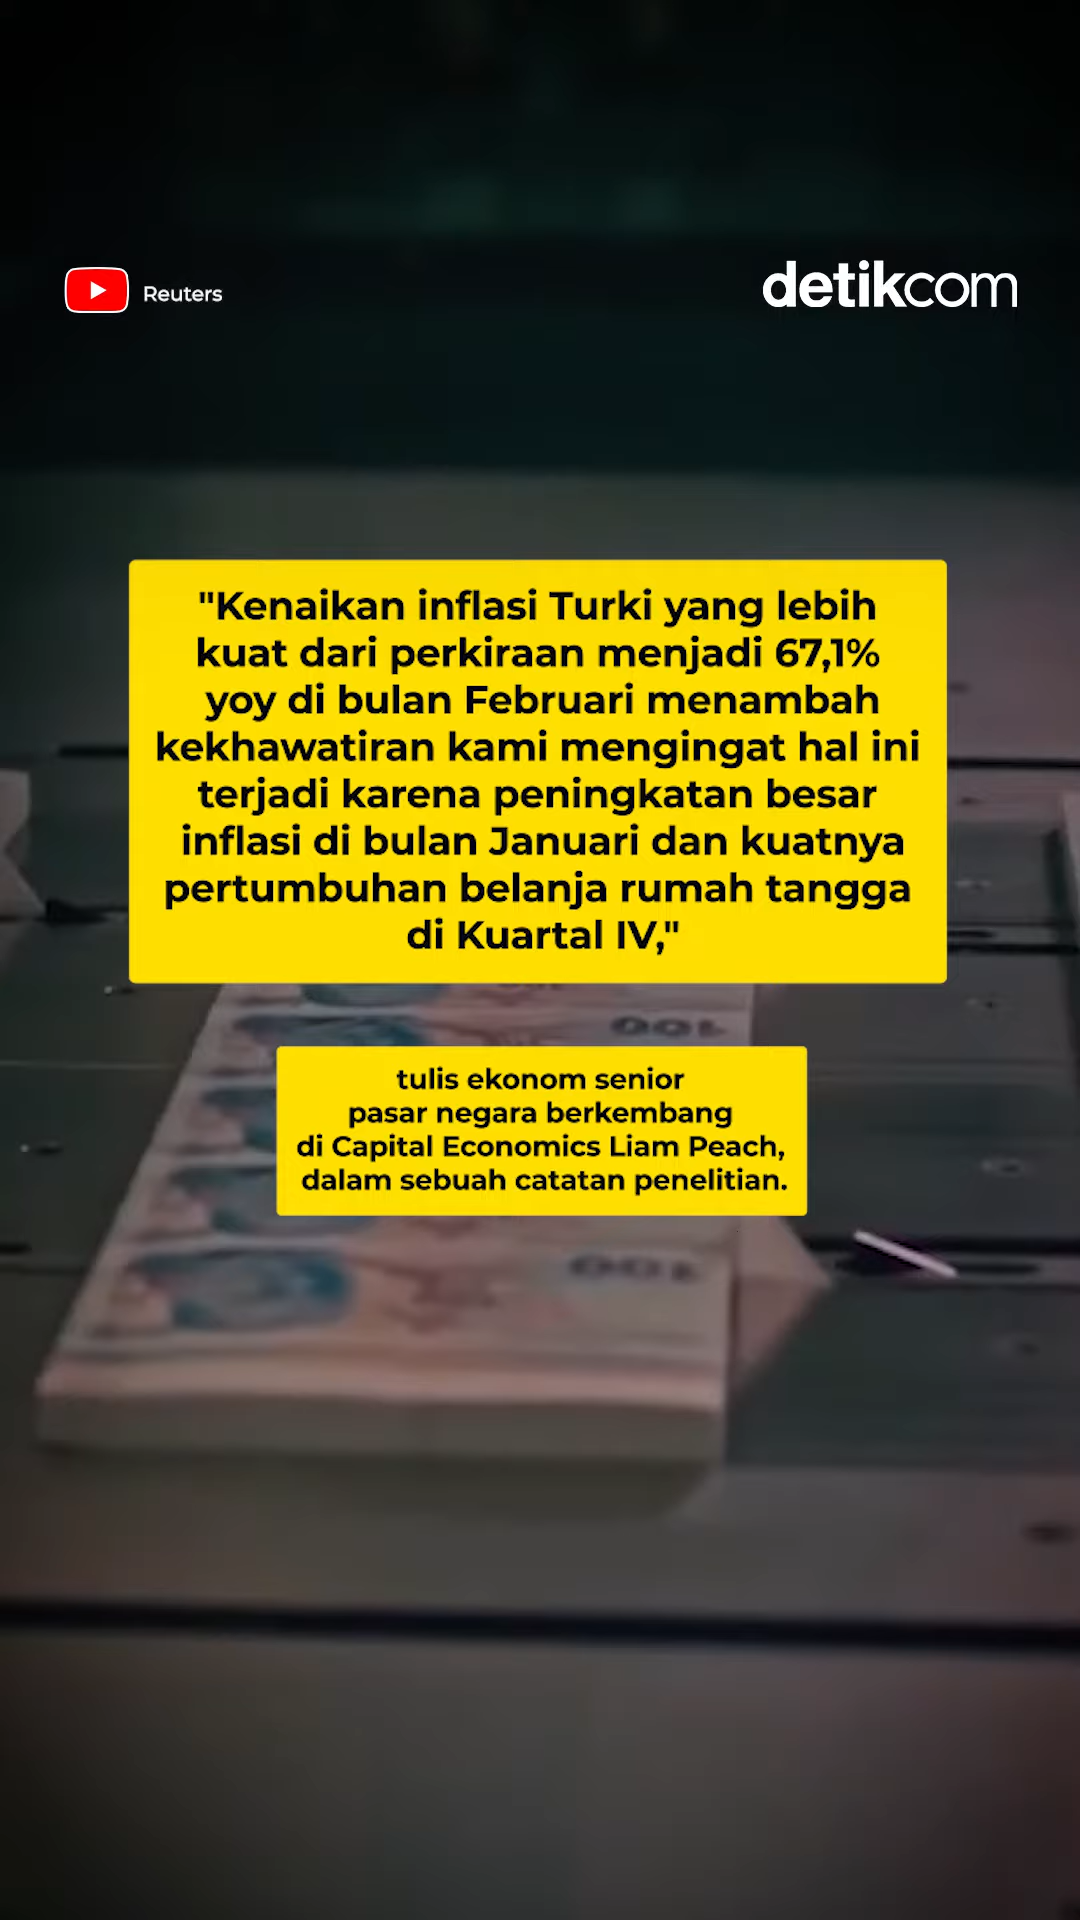 Reuters
detikcom
"Kenaikan inflasi Turki yang lebih
kuat dari perkiraan menjadi 67,1%
yoy di bulan Februari menambah
kekhawatiran kami mengingat hal ini
terjadi karena peningkatan besar
inflasi di bulan Januari dan kuatnya
pertumbuhan belanja rumah tangga
di Kuartal IV,"
100
tulis ekonom senior
pasar negara berkembang
di Capital Economics Liam Peach,
dalam sebuah catatan penelitian.
100